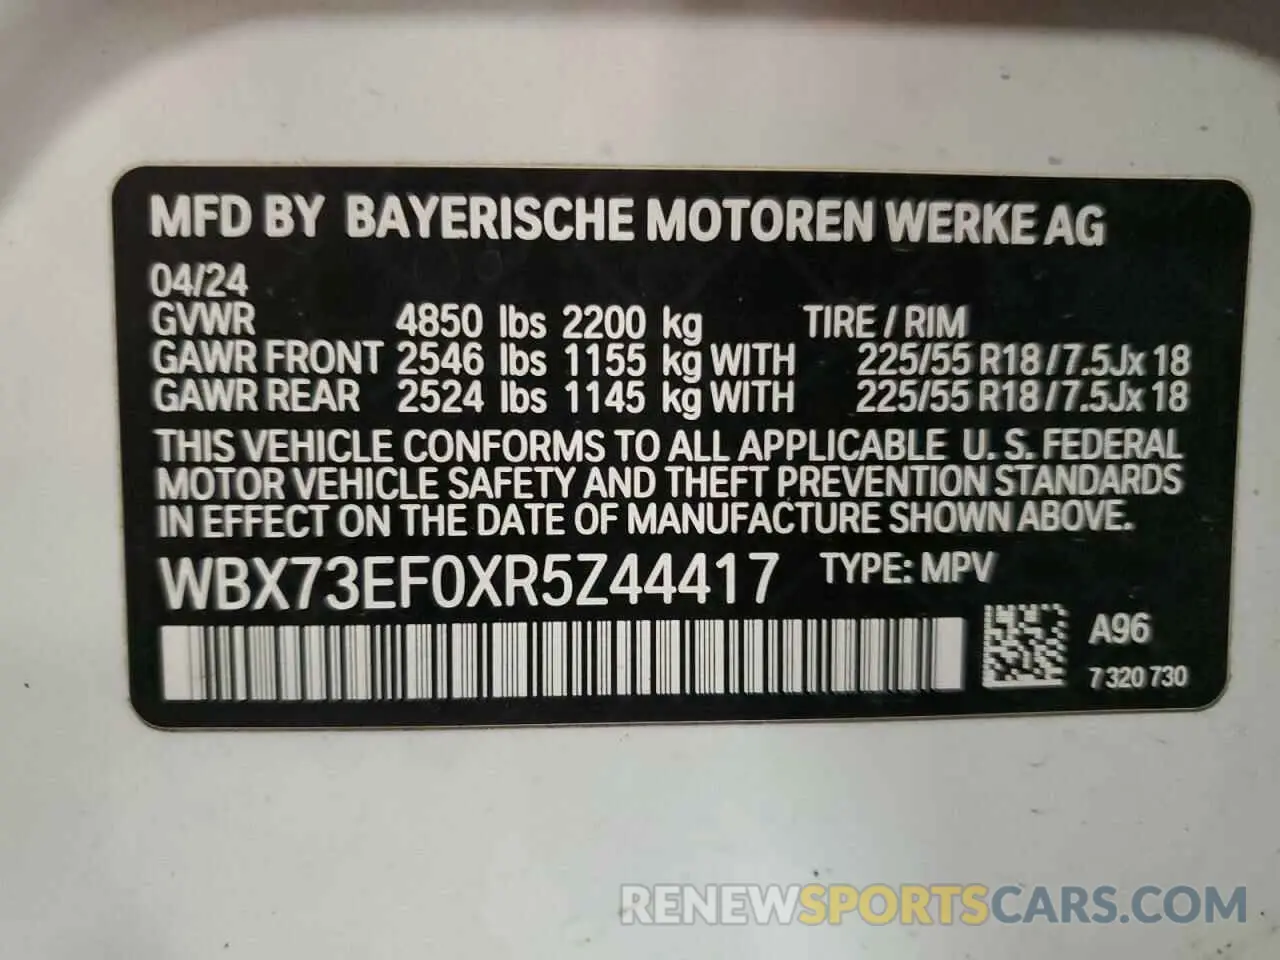 MFD BY BAYERISCHE MOTOREN WERKE AG
04/24
GVWR 4850 lbs 2200 kg TIRE / RIM
GAWR FRONT 2546 lbs 1155 kg WITH 225/55 R18 / 7.5Jx 18
GAWR REAR 2524 lbs 1145 kg WITH 225/55 R18 / 7.5Jx 18
THIS VEHICLE CONFORMS TO ALL APPLICABLE U. S. FEDERAL
MOTOR VEHICLE SAFETY AND THEFT PREVENTION STANDARDS
IN EFFECT ON THE DATE OF MANUFACTURE SHOWN ABOVE.
WBX73EF0XR5Z44417 TYPE: MPV
A96
7 320 730
RENEWSPORTSCARS.COM